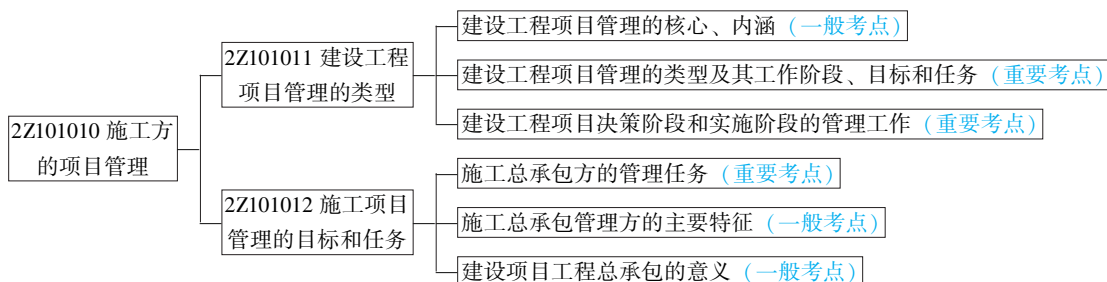 2Z101010 施工方
的项目管理
2Z101011 建设工程
项目管理的类型
建设工程项目管理的核心、内涵（一般考点）
建设工程项目管理的类型及其工作阶段、目标和任务（重要考点）
建设工程项目决策阶段和实施阶段的管理工作（重要考点）
2Z101012 施工项目
管理的目标和任务
施工总承包方的管理任务（重要考点）
施工总承包管理方的主要特征（一般考点）
建设项目工程总承包的意义（一般考点）